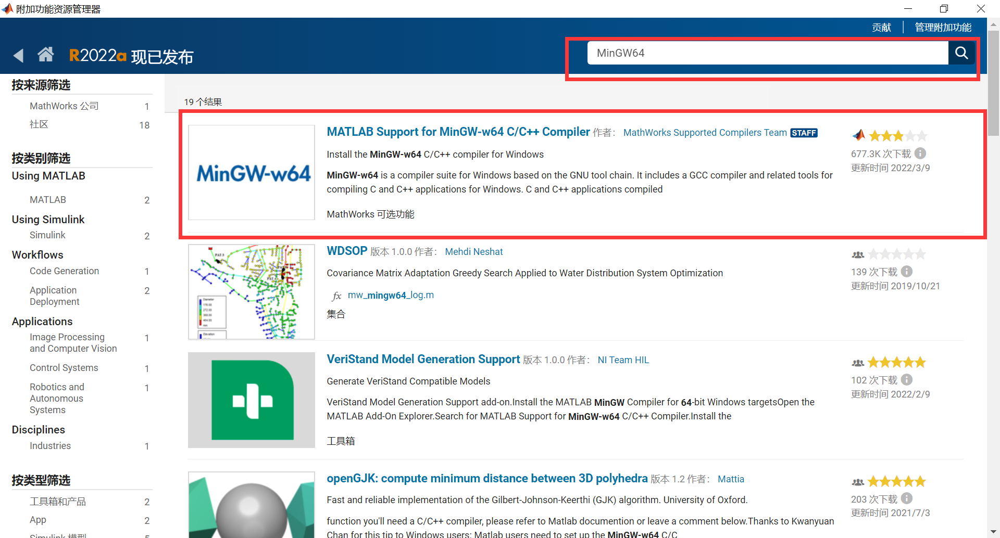 附加功能资源管理器
贡献 管理附加功能
R2022a 现已发布
MinGW64
按来源筛选
MathWorks 公司 1
社区 18
按类别筛选
Using MATLAB
MATLAB 2
Using Simulink
Simulink 2
Workflows
Code Generation 1
Application 2
Deployment
Applications
Image Processing 1
and Computer Vision
Control Systems 1
Robotics and 1
Autonomous
Systems
Disciplines
Industries 1
按类型筛选
工具箱和产品 2
App 2
Simulink 模型 5
19 个结果
MinGW-w64
MATLAB Support for MinGW-w64 C/C++ Compiler 作者： MathWorks Supported Compilers Team STAFF
Install the MinGW-w64 C/C++ compiler for Windows
MinGW-w64 is a compiler suite for Windows based on the GNU tool chain. It includes a GCC compiler and related tools for
compiling C and C++ applications for Windows. C and C++ applications compiled
MathWorks 可选功能
677.3K 次下载
更新时间 2022/3/9
WDSOP 版本 1.0.0 作者： Mehdi Neshat
Covariance Matrix Adaptation Greedy Search Applied to Water Distribution System Optimization
fx mw_mingw64_log.m
集合
139 次下载
更新时间 2019/10/21
VeriStand Model Generation Support 版本 1.0.0 作者： NI Team HIL
Generate VeriStand Compatible Models
VeriStand Model Generation Support add-on.Install the MATLAB MinGW Compiler for 64-bit Windows targetsOpen the
MATLAB Add-On Explorer.Search for MATLAB Support for MinGW-w64 C/C++ Compiler.Install the
工具箱
102 次下载
更新时间 2022/2/9
openGJK: compute minimum distance between 3D polyhedra 版本 1.2 作者： Mattia
Fast and reliable implementation of the Gilbert-Johnson-Keerthi (GJK) algorithm. University of Oxford.
function you'll need a C/C++ compiler, please refer to Matlab documention or leave a comment below.Thanks to Kwanyuan
Chan for this tip to Windows users: Matlab users need to set up the MinGW-w64 C/C
203 次下载
更新时间 2021/7/3